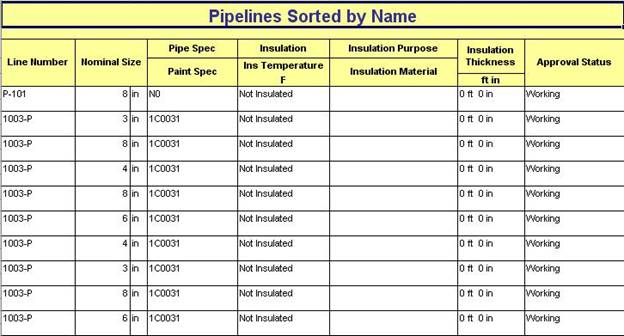 Pipelines Sorted by Name
Line Number Nominal Size Pipe Spec Insulation Insulation Purpose Insulation Thickness Approval Status
Paint Spec Ins Temperature F Insulation Material ft in
P-101 8 in N0 Not Insulated 0 ft 0 in Working
1003-P 3 in 1C0031 Not Insulated 0 ft 0 in Working
1003-P 8 in 1C0031 Not Insulated 0 ft 0 in Working
1003-P 4 in 1C0031 Not Insulated 0 ft 0 in Working
1003-P 8 in 1C0031 Not Insulated 0 ft 0 in Working
1003-P 6 in 1C0031 Not Insulated 0 ft 0 in Working
1003-P 4 in 1C0031 Not Insulated 0 ft 0 in Working
1003-P 3 in 1C0031 Not Insulated 0 ft 0 in Working
1003-P 8 in 1C0031 Not Insulated 0 ft 0 in Working
1003-P 6 in 1C0031 Not Insulated 0 ft 0 in Working